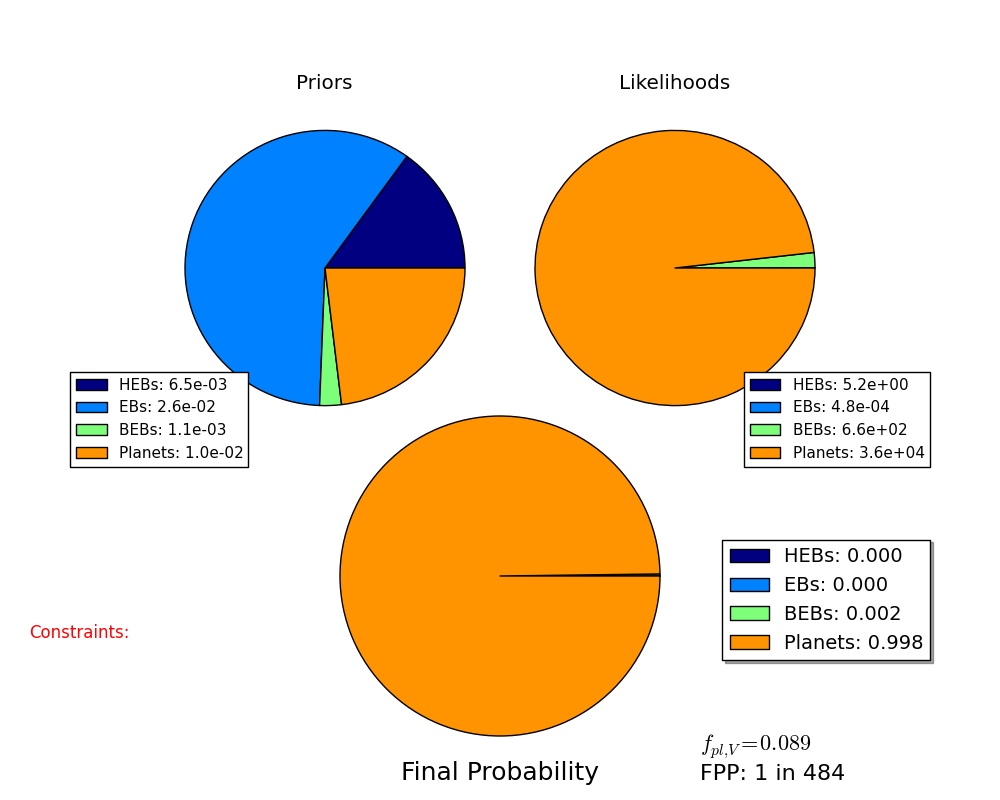 Priors
Likelihoods
HEBs: 6.5e-03
EBs: 2.6e-02
BEBs: 1.1e-03
Planets: 1.0e-02
HEBs: 5.2e+00
EBs: 4.8e-04
BEBs: 6.6e+02
Planets: 3.6e+04
HEBs: 0.000
EBs: 0.000
BEBs: 0.002
Planets: 0.998
Constraints:
f_{pl,V}=0.089
Final Probability
FPP: 1 in 484